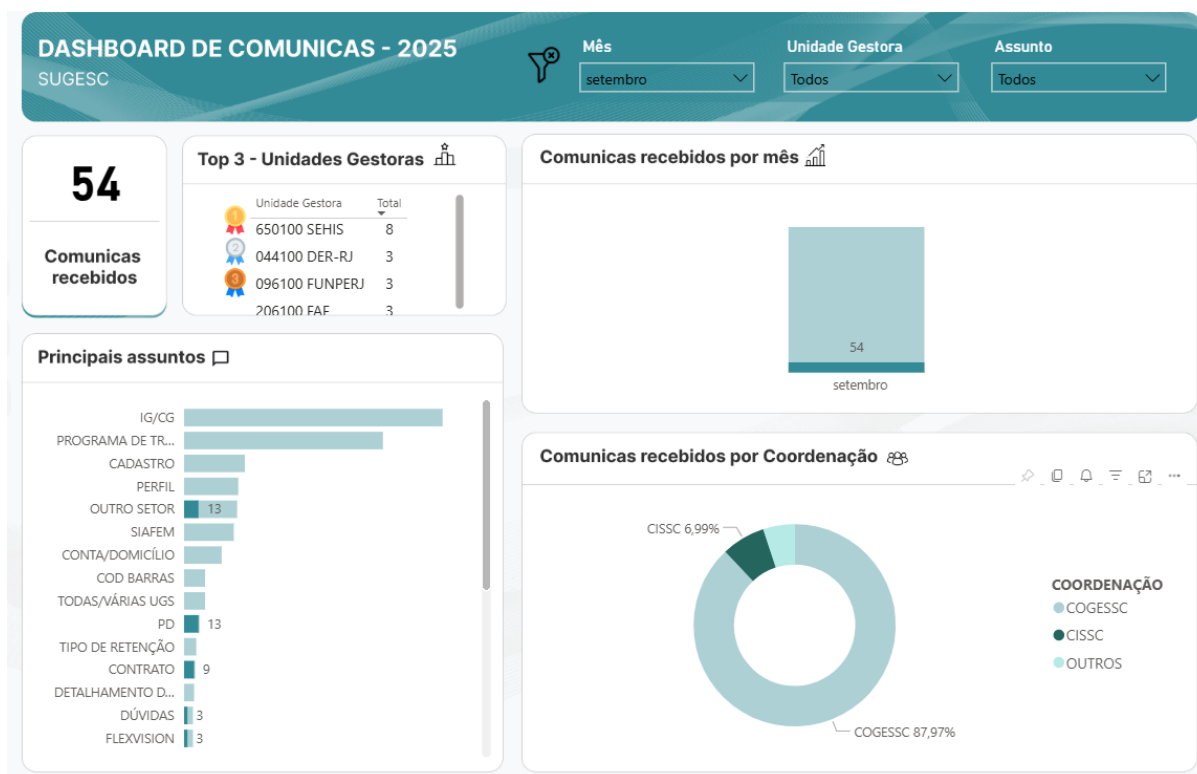 DASHBOARD DE COMUNICAS - 2025
SUGESC
Mês
setembro
Unidade Gestora
Todos
Assunto
Todos
54
Comunicas
recebidos
Top 3 - Unidades Gestoras
Unidade Gestora Total
1 650100 SEHIS 8
2 044100 DER-RJ 3
3 096100 FUNPERJ 3
206100 FAF 3
Comunicas recebidos por mês
54
setembro
Principais assuntos
IG/CG
PROGRAMA DE TR...
CADASTRO
PERFIL
OUTRO SETOR 13
SIAFEM
CONTA/DOMICÍLIO
COD BARRAS
TODAS/VÁRIAS UGS
PD 13
TIPO DE RETENÇÃO
CONTRATO 9
DETALHAMENTO D...
DÚVIDAS 3
FLEXVISION 3
Comunicas recebidos por Coordenação
CISSC 6,99%
COGESSC 87,97%
COORDENAÇÃO
COGESSC
CISSC
OUTROS